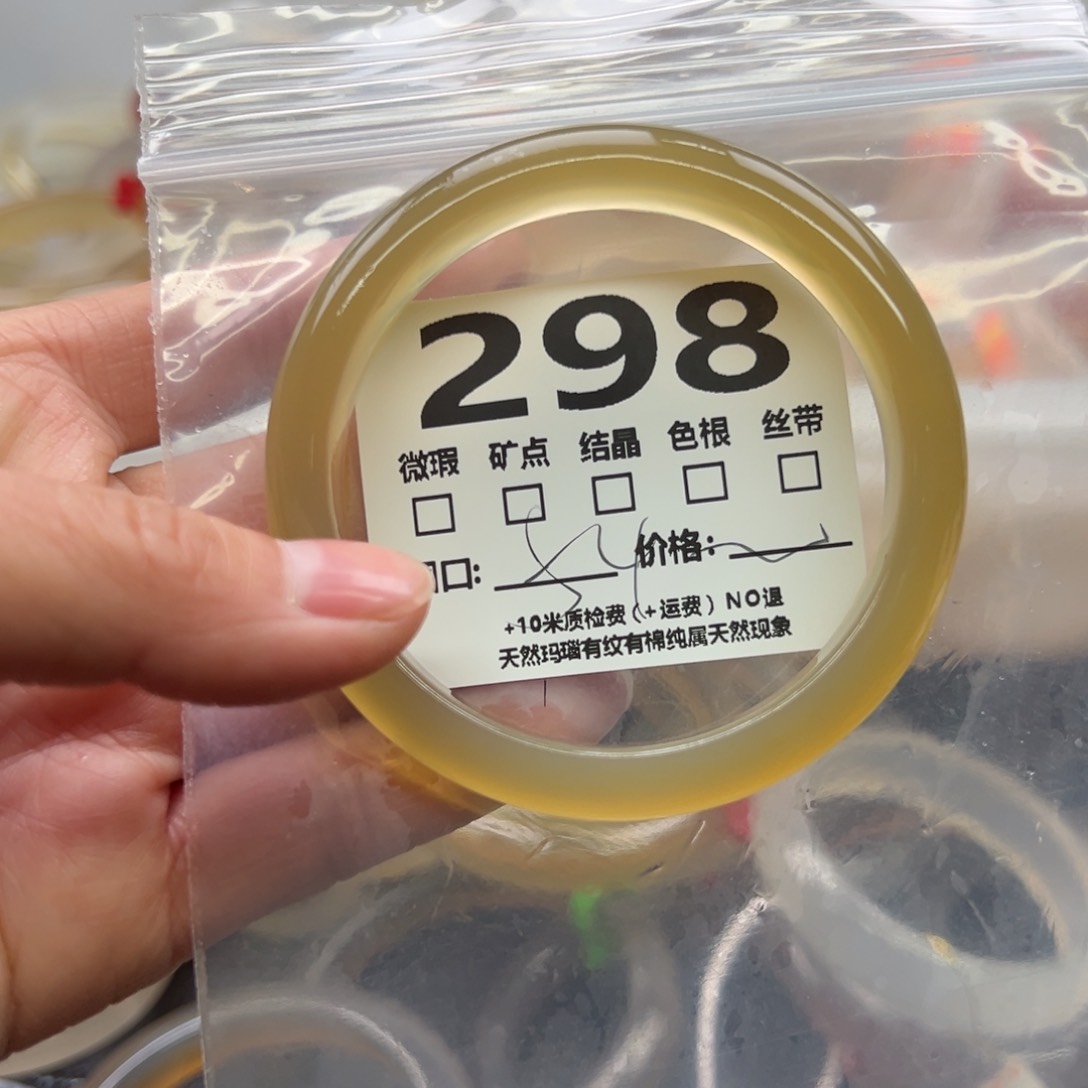 298
微瑕 矿点 结晶 色根 丝带
口: 价格:
+10米质检费(+运费) NO退
天然玛瑙有纹有棉纯属天然现象